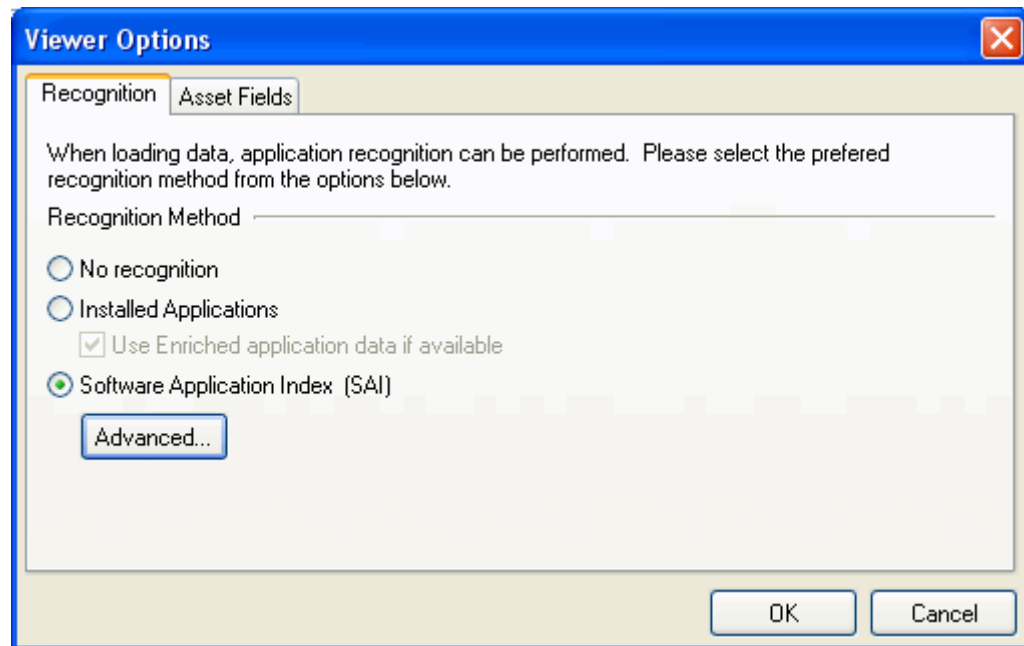 Viewer Options
Recognition
Asset Fields
When loading data, application recognition can be performed. Please select the prefered
recognition method from the options below.
Recognition Method
No recognition
Installed Applications
Use Enriched application data if available
Software Application Index (SAI)
Advanced...
OK
Cancel